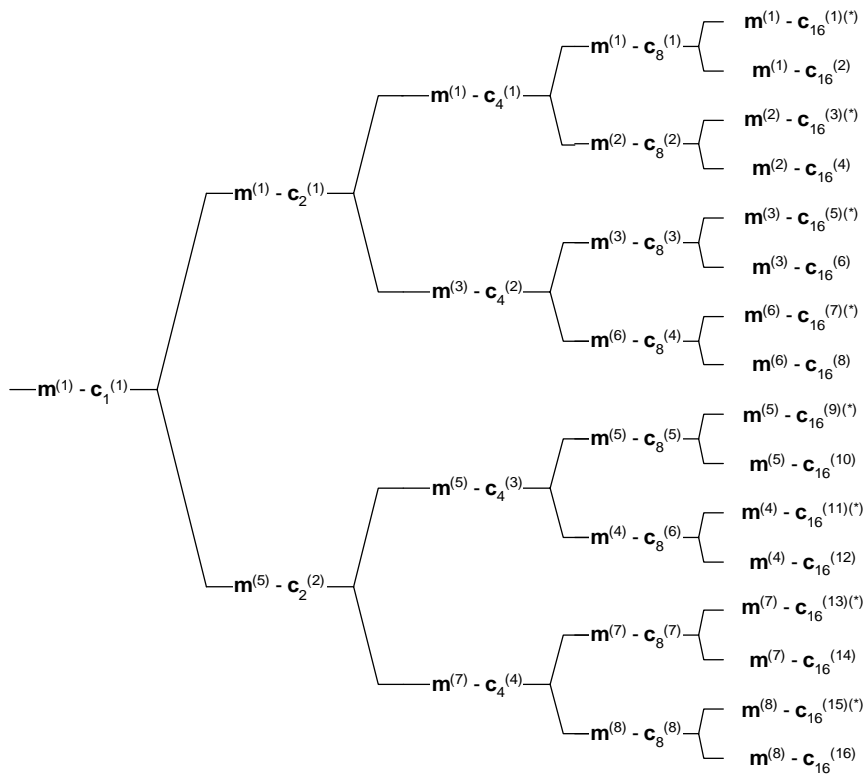 m(1) - c16(1)(*)
m(1) - c8(1)
m(1) - c16(2)
m(1) - c4(1)
m(2) - c16(3)(*)
m(2) - c8(2)
m(2) - c16(4)
m(1) - c2(1)
m(3) - c16(5)(*)
m(3) - c8(3)
m(3) - c16(6)
m(3) - c4(2)
m(6) - c16(7)(*)
m(6) - c8(4)
m(6) - c16(8)
m(1) - c1(1)
m(5) - c16(9)(*)
m(5) - c8(5)
m(5) - c16(10)
m(5) - c4(3)
m(4) - c16(11)(*)
m(4) - c8(6)
m(4) - c16(12)
m(5) - c2(2)
m(7) - c16(13)(*)
m(7) - c8(7)
m(7) - c16(14)
m(7) - c4(4)
m(8) - c16(15)(*)
m(8) - c8(8)
m(8) - c16(16)